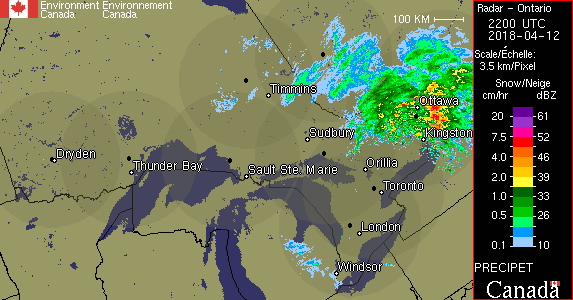 Environment Environnement
Canada Canada
100 KM
Radar - Ontario
2200 UTC
2018-04-12
Scale/Échelle:
3.5 km/Pixel
Snow/Neige
cm/hr dBZ
20 61
7.5 52
4.0 46
2.0 39
1.0 33
0.5 26
0.1 10
PRECIPET
Canada
Timmins
Ottawa
Sudbury
Kingston
Dryden
Thunder Bay
Sault Ste. Marie
Orillia
Toronto
London
Windsor